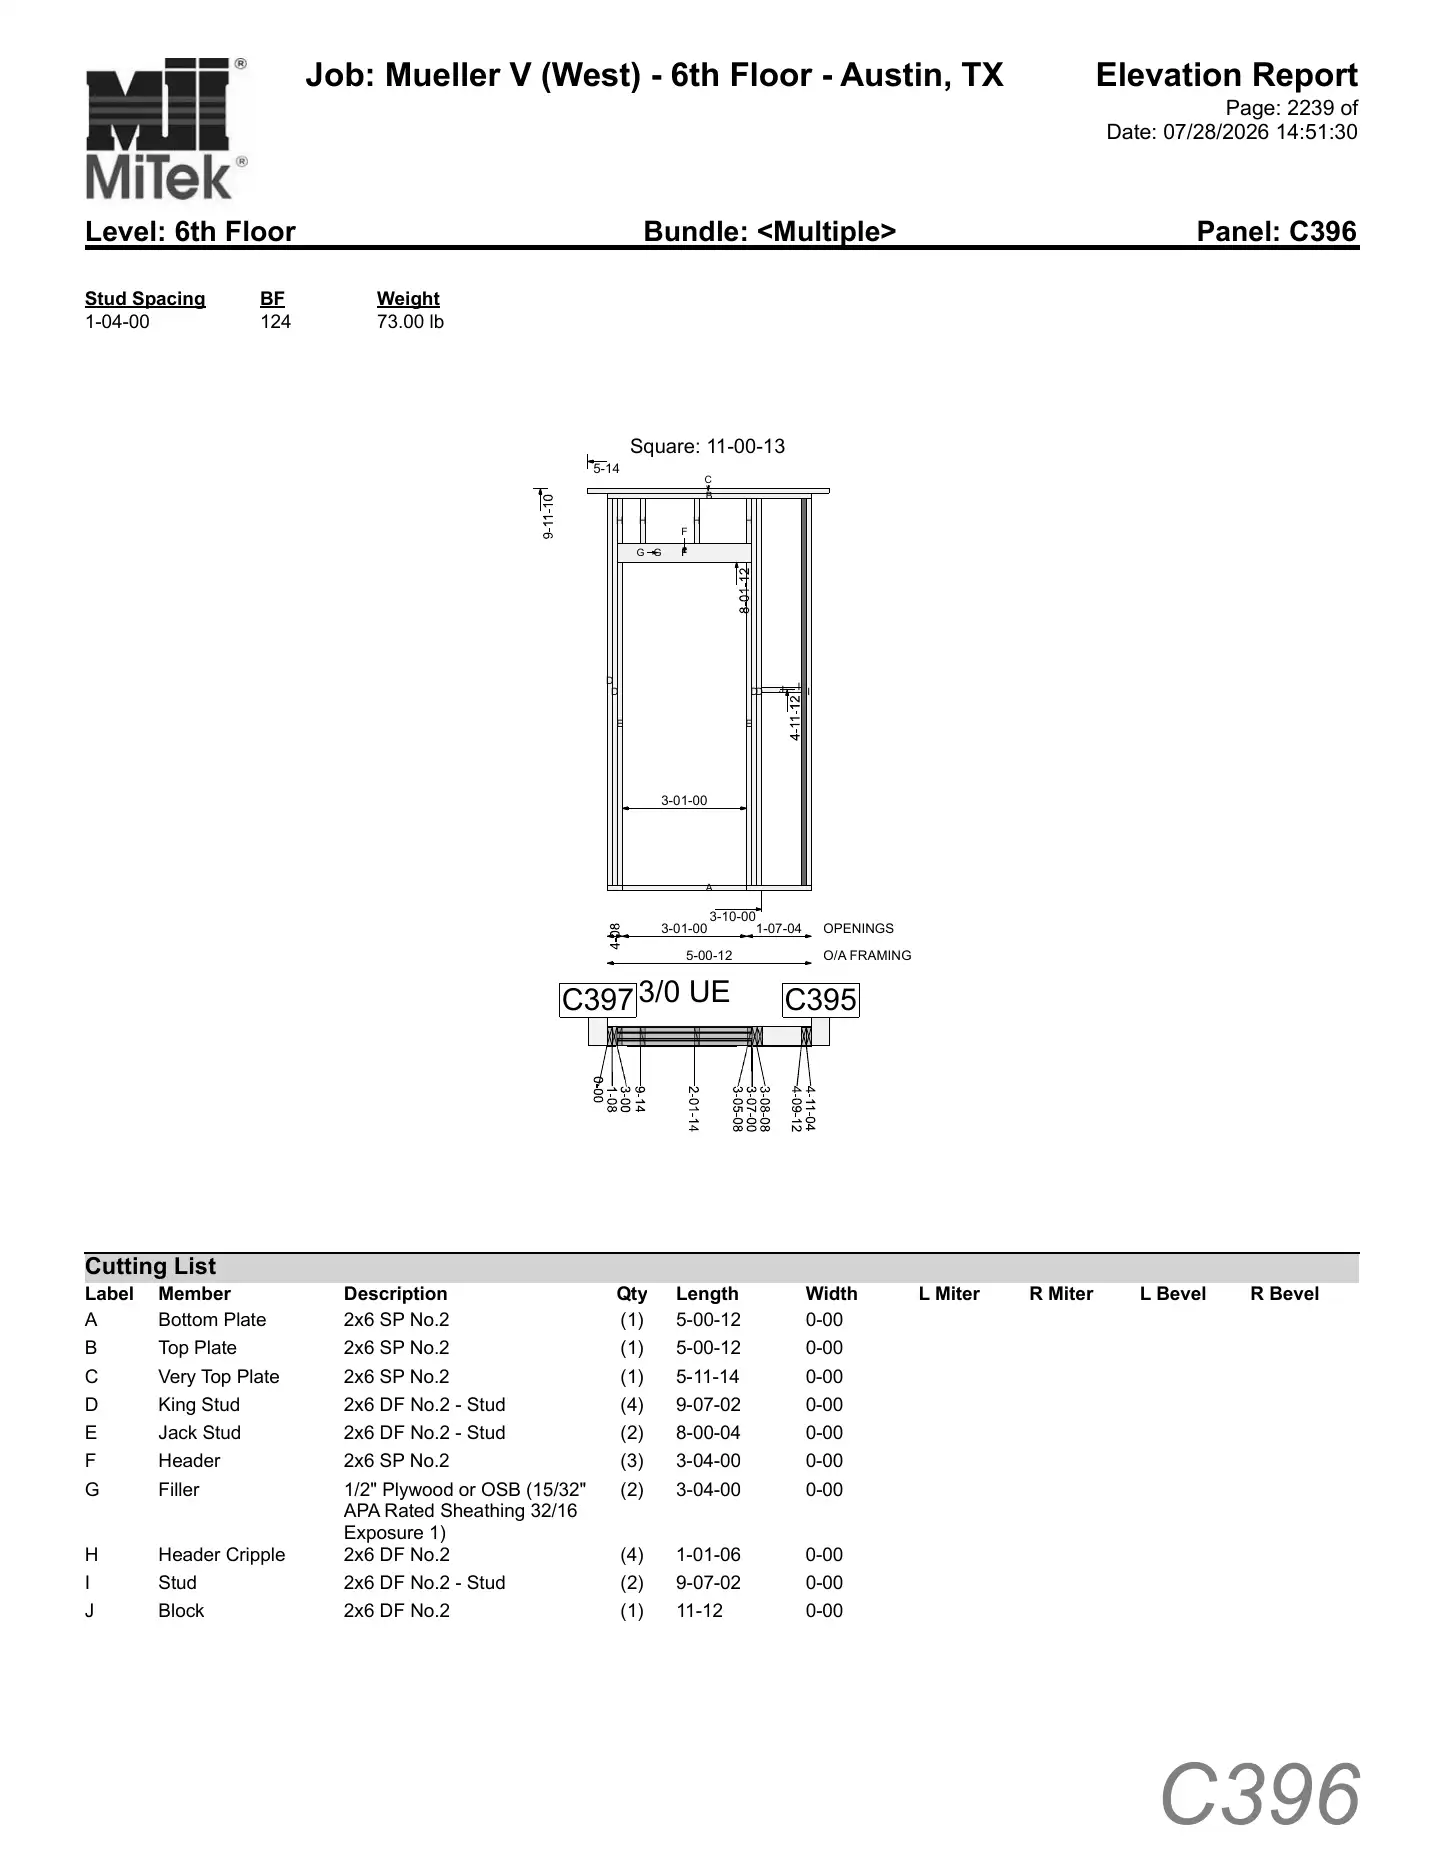 MiTek®
®
Job: Mueller V (West) - 6th Floor - Austin, TX
Elevation Report
Page: 2239 of
Date: 07/28/2026 14:51:30
Level: 6th Floor Bundle: <Multiple> Panel: C396
Stud Spacing BF Weight
1-04-00 124 73.00 lb
Square: 11-00-13
5-14
C
B
9-11-10
H H H H
F
G G F
8-01-12
D
D D D J I I
4-11-12
E E
3-01-00
A
3-10-00
4-08 3-01-00 1-07-04 OPENINGS
5-00-12 O/A FRAMING
C397 3/0 UE C395
0-00 1-08 3-00 9-14 2-01-14 3-05-08 3-07-00 3-08-08 4-09-12 4-11-04
Cutting List
Label Member Description Qty Length Width L Miter R Miter L Bevel R Bevel
A Bottom Plate 2x6 SP No.2 (1) 5-00-12 0-00
B Top Plate 2x6 SP No.2 (1) 5-00-12 0-00
C Very Top Plate 2x6 SP No.2 (1) 5-11-14 0-00
D King Stud 2x6 DF No.2 - Stud (4) 9-07-02 0-00
E Jack Stud 2x6 DF No.2 - Stud (2) 8-00-04 0-00
F Header 2x6 SP No.2 (3) 3-04-00 0-00
G Filler 1/2" Plywood or OSB (15/32" (2) 3-04-00 0-00
APA Rated Sheathing 32/16
Exposure 1)
H Header Cripple 2x6 DF No.2 (4) 1-01-06 0-00
I Stud 2x6 DF No.2 - Stud (2) 9-07-02 0-00
J Block 2x6 DF No.2 (1) 11-12 0-00
C396